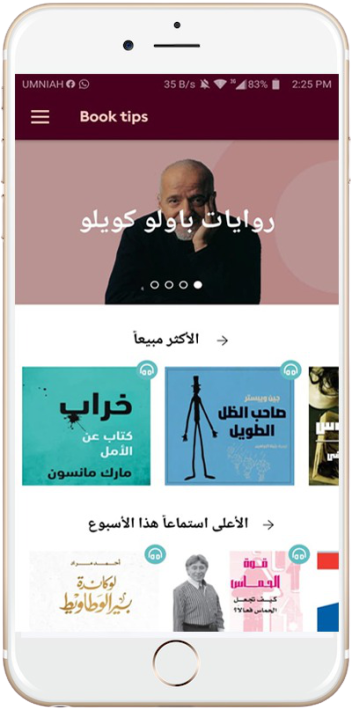 UMNIAH 35 B/s 83% 2:25 PM
Book tips
روايات باولو كويلو
الأكثر مبيعاً
خراب
كتاب عن
الأمل
مارك مانسون
جين ويبستر
صاحب الظل
الطويل
الأعلى استماعاً هذا الأسبوع
أحمد مراد
لوكاندة
بير الوطاويط
قوة
الحماس
كيف تجعل
الحماس فعالا؟